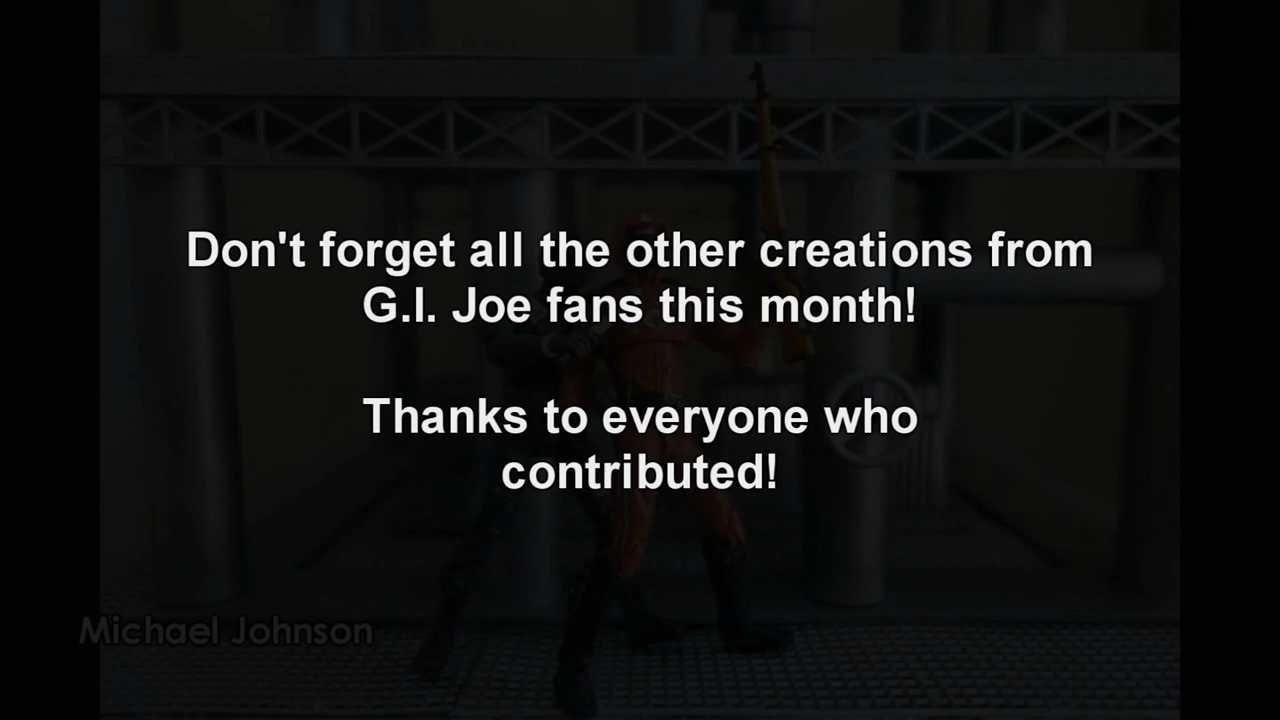 Don't forget all the other creations from
G.I. Joe fans this month!
Thanks to everyone who
contributed!
Michael Johnson